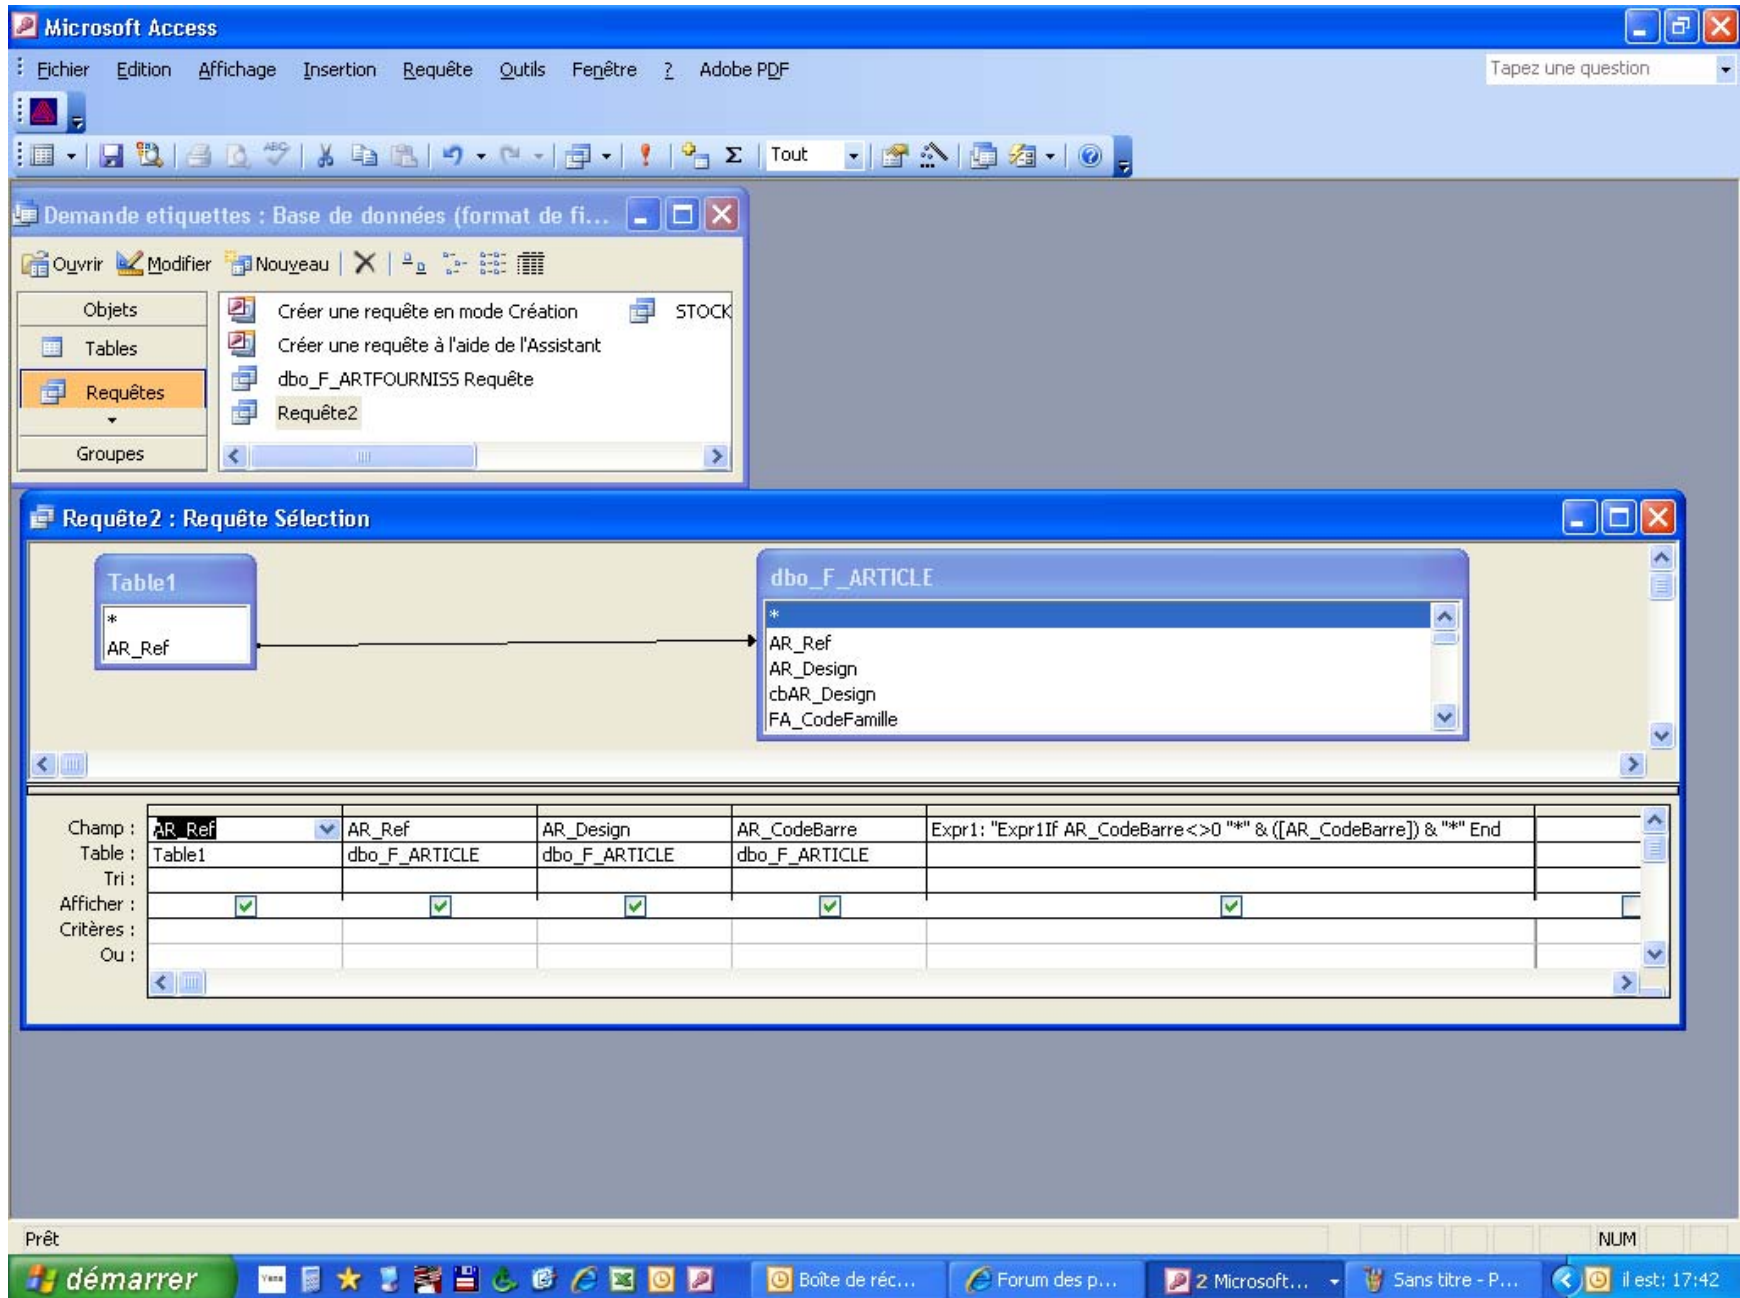 Microsoft Access
Fichier Edition Affichage Insertion Requête Outils Fenêtre ? Adobe PDF
Tapez une question
Tout
Demande etiquettes : Base de données (format de fi...
Ouvrir Modifier Nouveau
Objets
Tables
Requêtes
Groupes
Créer une requête en mode Création
Créer une requête à l'aide de l'Assistant
dbo_F_ARTFOURNISS Requête
Requête2
STOCK
Requête2 : Requête Sélection
Table1
*
AR_Ref
dbo_F_ARTICLE
*
AR_Ref
AR_Design
cbAR_Design
FA_CodeFamille
Champ : AR_Ref AR_Ref AR_Design AR_CodeBarre Expr1: "Expr1If AR_CodeBarre<>0 "*" & ([AR_CodeBarre]) & "*" End
Table : Table1 dbo_F_ARTICLE dbo_F_ARTICLE dbo_F_ARTICLE
Tri :
Afficher :
Critères :
Ou :
Prêt
NUM
démarrer
Boîte de réc...
Forum des p...
2 Microsoft...
Sans titre - P...
il est: 17:42